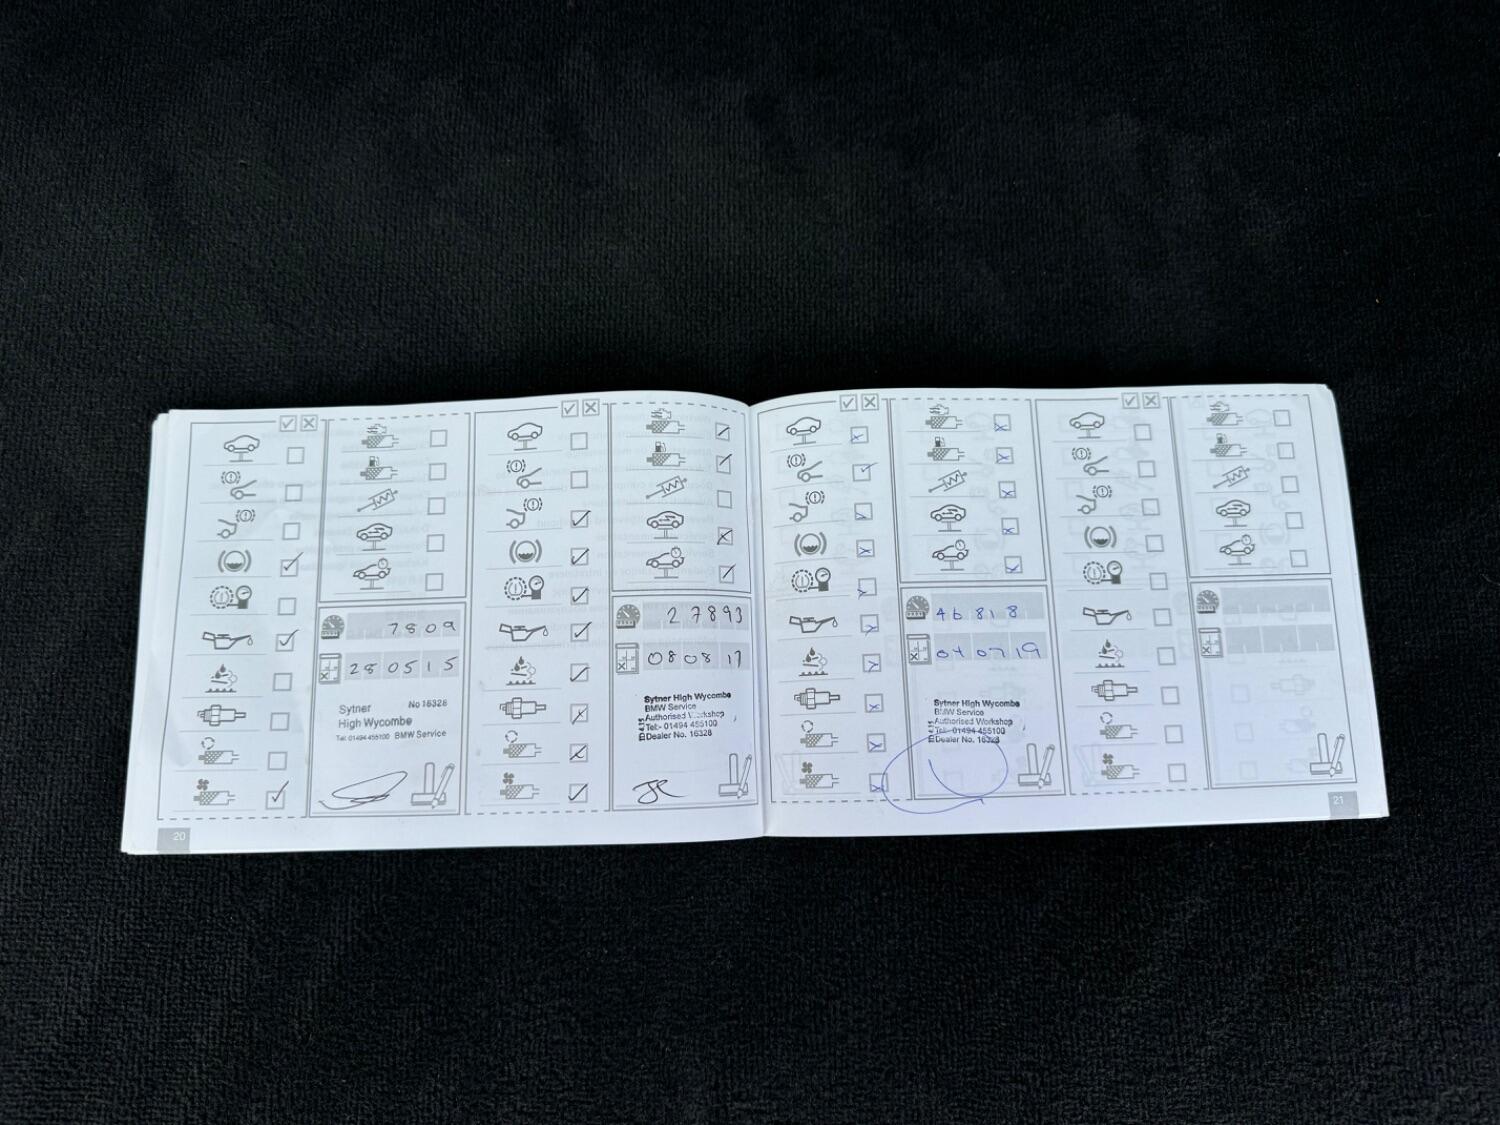 7809
280515
Sytner No 16328
High Wycombe
Tel: 01494 455100 BMW Service
20
27893
080817
Sytner High Wycombe
BMW Service
Authorised Workshop
Tel:- 01494 455100
Dealer No. 16328
46818
040719
Sytner High Wycombe
BMW Service
Authorised Workshop
Tel:- 01494 455100
Dealer No. 16328
21